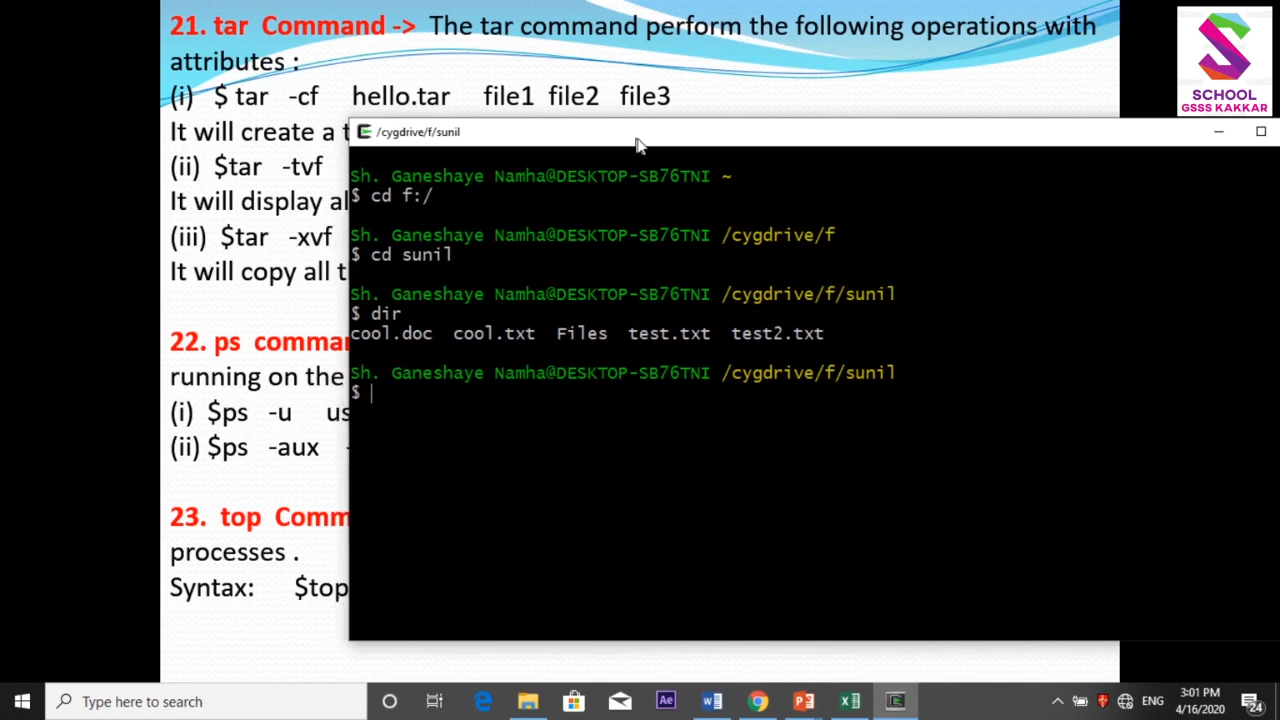 21. tar Command -> The tar command perform the following operations with
attributes :
(i) $ tar -cf hello.tar file1 file2 file3
It will create a t
(ii) $tar -tvf
It will display al
(iii) $tar -xvf
It will copy all t
22. ps comma
running on the
(i) $ps -u us
(ii) $ps -aux -
23. top Comm
processes .
Syntax: $top
SCHOOL
GSSS KAKKAR
/cygdrive/f/sunil
Sh. Ganeshaye Namha@DESKTOP-SB76TNI ~
$ cd f:/
Sh. Ganeshaye Namha@DESKTOP-SB76TNI /cygdrive/f
$ cd sunil
Sh. Ganeshaye Namha@DESKTOP-SB76TNI /cygdrive/f/sunil
$ dir
cool.doc cool.txt Files test.txt test2.txt
Sh. Ganeshaye Namha@DESKTOP-SB76TNI /cygdrive/f/sunil
$
Type here to search
Ae
ENG
3:01 PM
4/16/2020
24